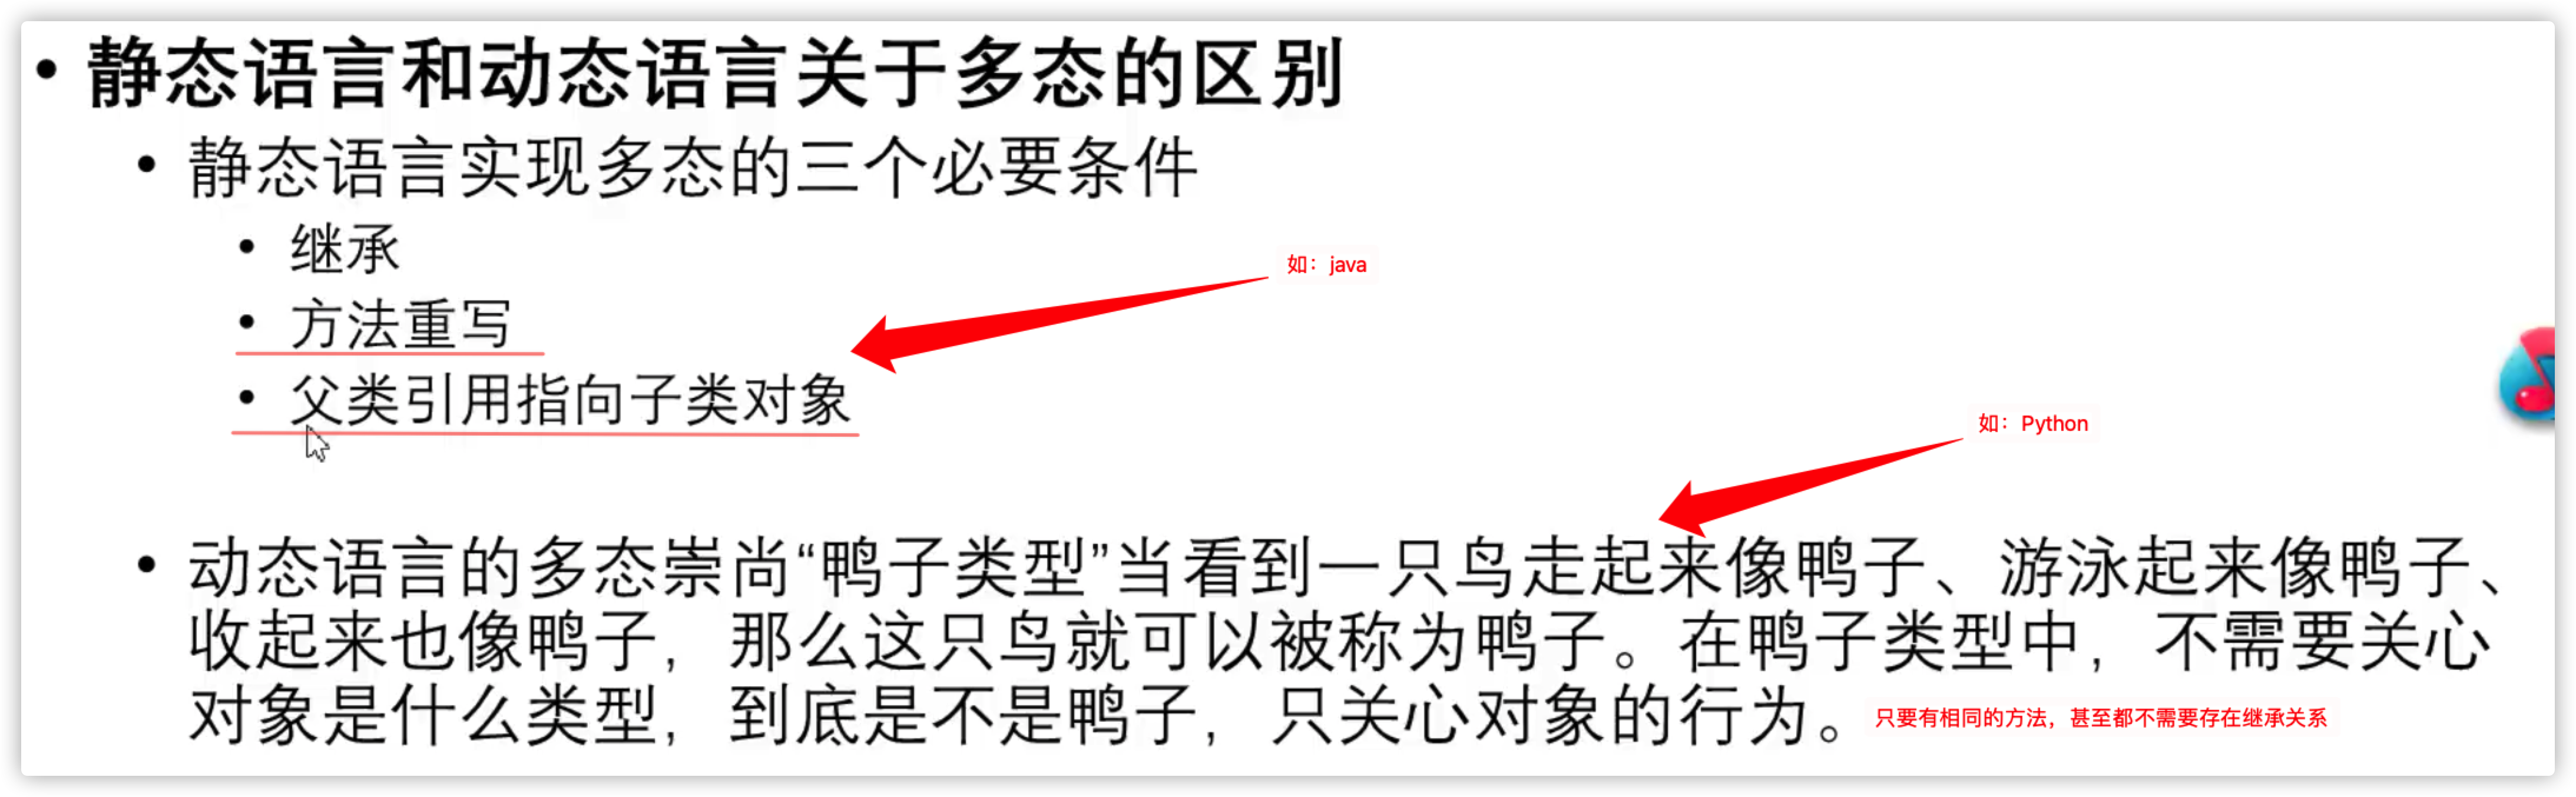 • 静态语言和动态语言关于多态的区别
• 静态语言实现多态的三个必要条件
• 继承
如：java
• 方法重写
• 父类引用指向子类对象
如：Python
• 动态语言的多态崇尚“鸭子类型”当看到一只鸟走起来像鸭子、游泳起来像鸭子、
收起来也像鸭子，那么这只鸟就可以被称为鸭子。在鸭子类型中，不需要关心
对象是什么类型，到底是不是鸭子，只关心对象的行为。
只要有相同的方法，甚至都不需要存在继承关系